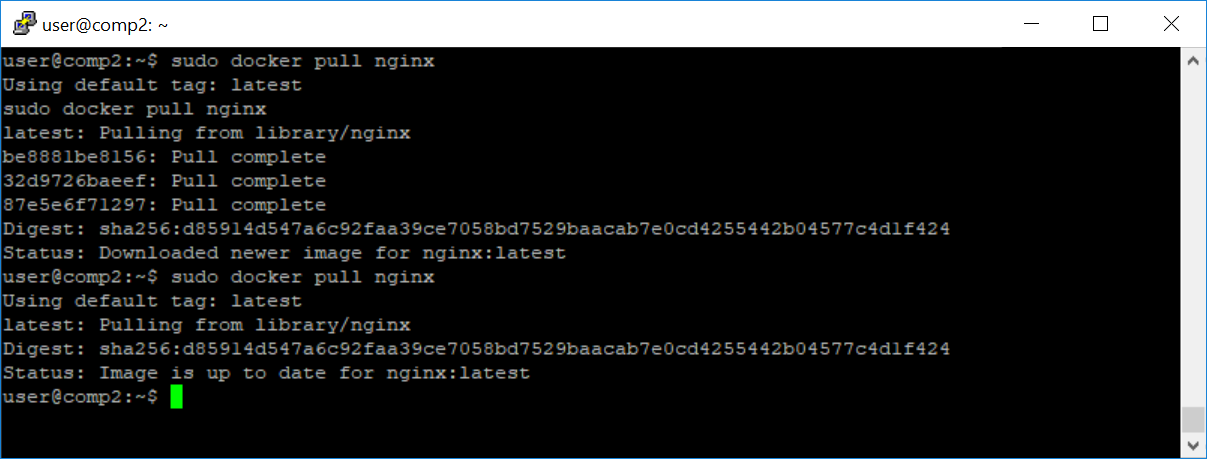 user@comp2: ~
user@comp2:~$ sudo docker pull nginx
Using default tag: latest
sudo docker pull nginx
latest: Pulling from library/nginx
be8881be8156: Pull complete
32d9726baeef: Pull complete
87e5e6f71297: Pull complete
Digest: sha256:d85914d547a6c92faa39ce7058bd7529baacab7e0cd4255442b04577c4d1f424
Status: Downloaded newer image for nginx:latest
user@comp2:~$ sudo docker pull nginx
Using default tag: latest
latest: Pulling from library/nginx
Digest: sha256:d85914d547a6c92faa39ce7058bd7529baacab7e0cd4255442b04577c4d1f424
Status: Image is up to date for nginx:latest
user@comp2:~$